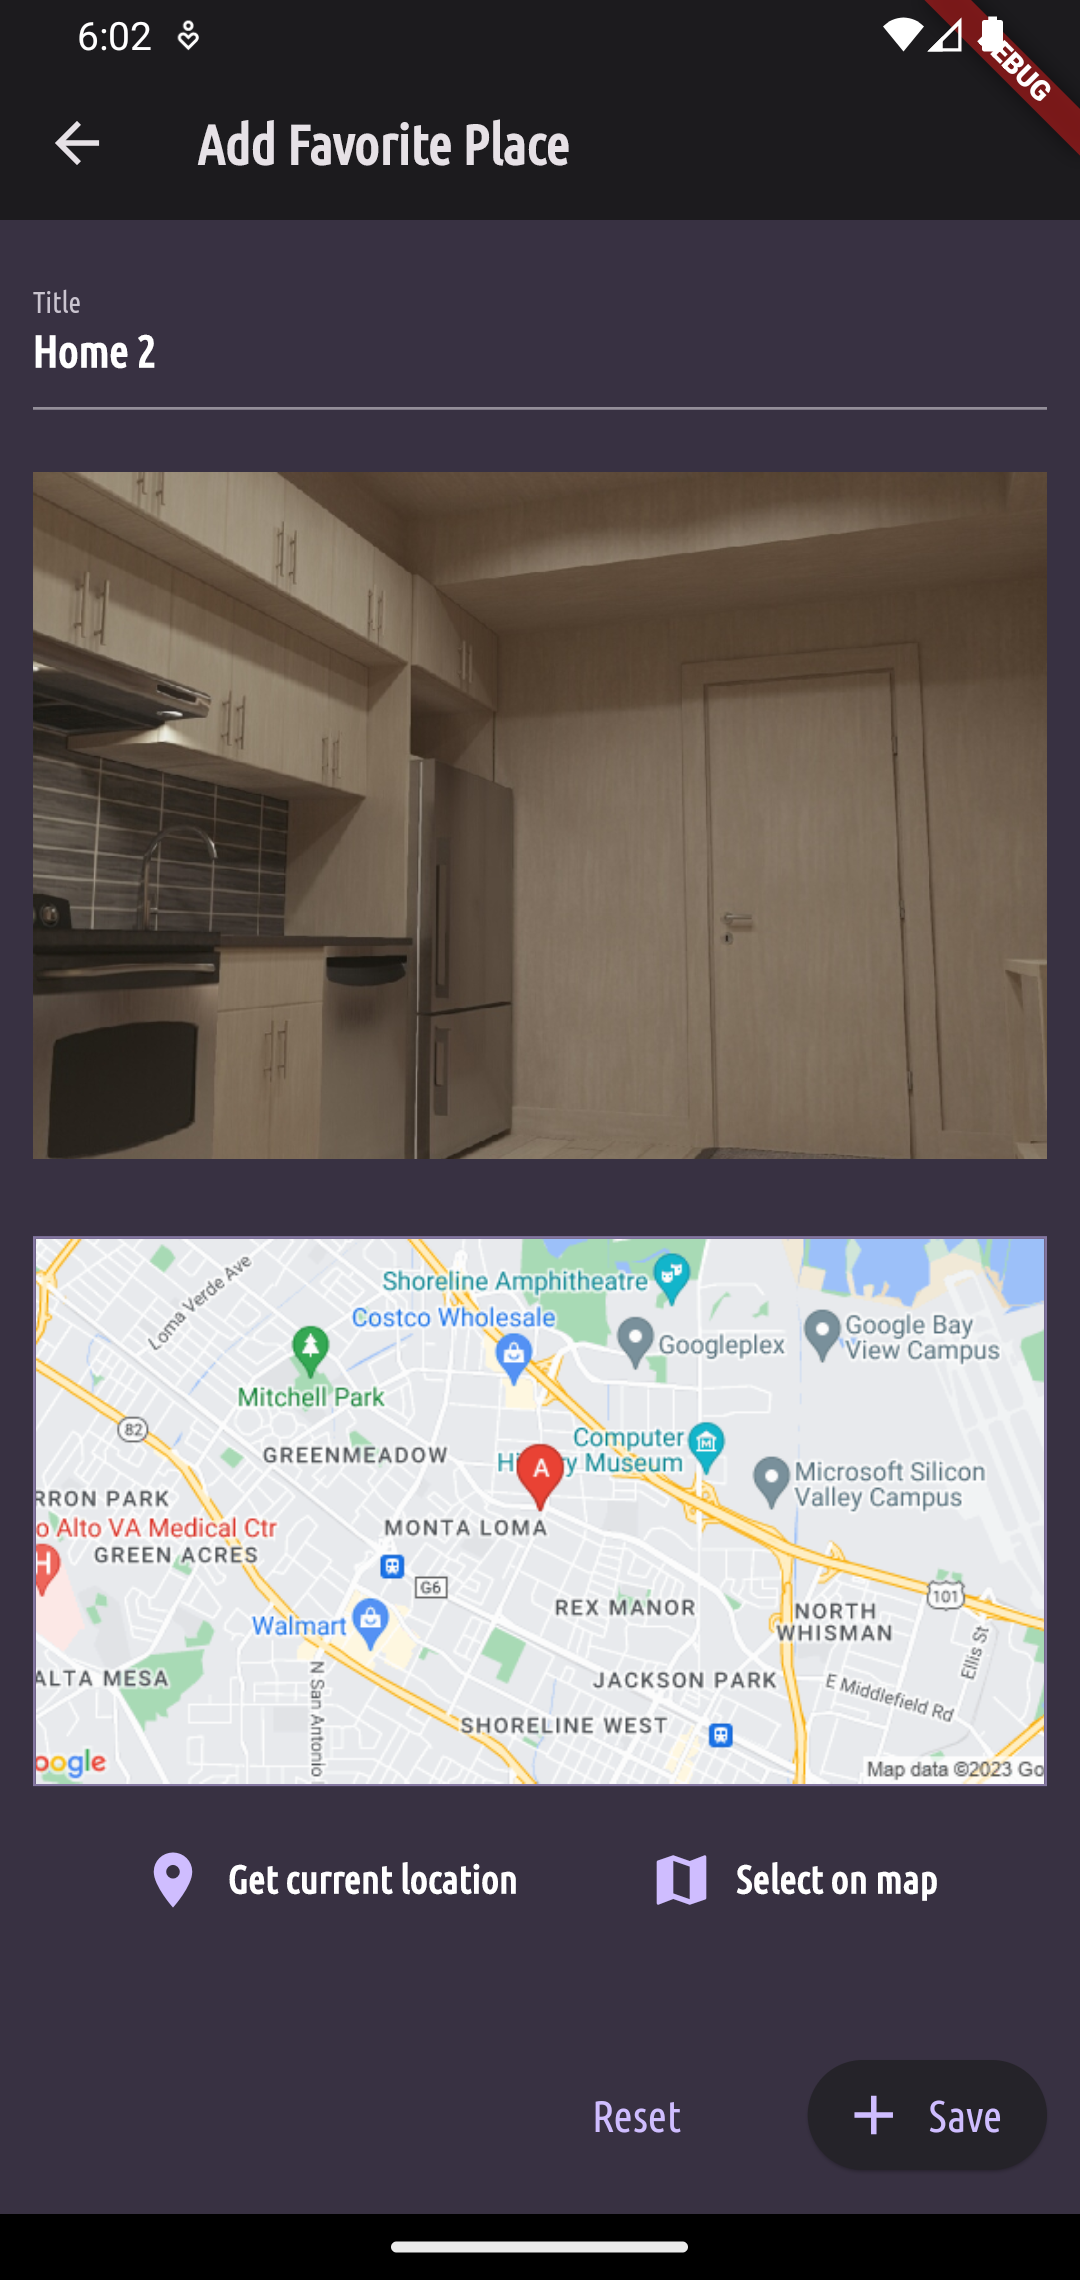 6:02
DEBUG
Add Favorite Place
Title
Home 2
Loma Verde Ave
Shoreline Amphitheatre
Costco Wholesale
Googleplex
Google Bay
View Campus
Mitchell Park
82
GREENMEADOW
Computer
Museum
A
Microsoft Silicon
Valley Campus
RRON PARK
o Alto VA Medical Ctr
H
GREEN ACRES
MONTA LOMA
G6
101
REX MANOR
NORTH
WHISMAN
Walmart
Ellis St
ALTA MESA
JACKSON PARK
E Middlefield Rd
N San Antonio
SHORELINE WEST
oogle
Map data ©2023 Go
Get current location
Select on map
Reset
+ Save